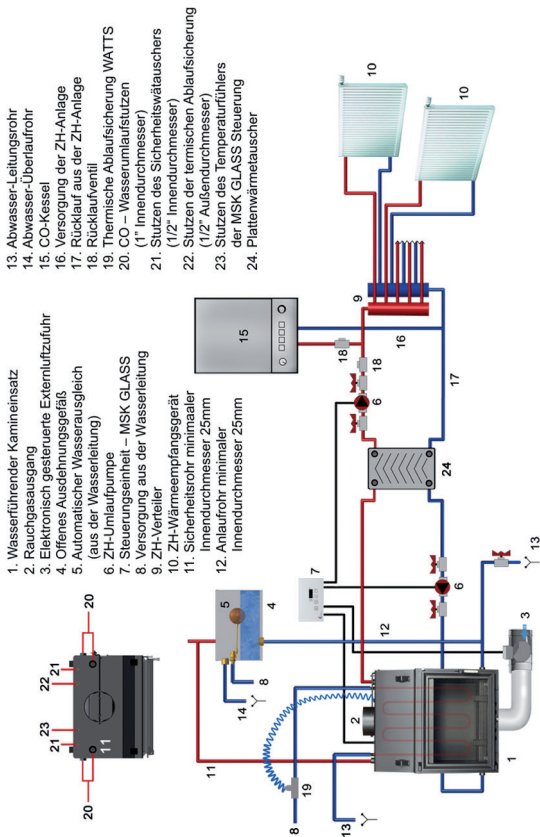 1. Wasserführender Kamineinsatz
2. Rauchgasausgang
3. Elektronisch gesteruerte Externluftzufuhr
4. Offenes Ausdehnungsgefäß
5. Automatischer Wasserausgleich
(aus der Wasserleitung)
6. ZH-Umlaufpumpe
7. Steuerungseinheit – MSK GLASS
8. Versorgung aus der Wasserleitung
9. ZH-Verteiler
10. ZH-Wärmeempfangsgerät
11. Sicherheitsrohr minimaaler
Innendurchmesser 25mm
12. Anlaufrohr minimaler
Innendurchmesser 25mm
13. Abwasser-Leitungsrohr
14. Abwasser-Überlaufrohr
15. CO-Kessel
16. Versorgung der ZH-Anlage
17. Rücklauf aus der ZH-Anlage
18. Rücklaufventil
19. Thermische Ablaufsicherung WATTS
20. CO – Wasserumlaufstutzen
(1" Innendurchmesser)
21. Stutzen des Sicherheitswätauschers
(1/2" Innendurchmesser)
22. Stutzen der termischen Ablaufsicherung
(1/2" Außendurchmesser)
23. Stutzen des Temperaturfühlers
der MSK GLASS Steuerung
24. Plattenwärmetauscher
20
21
23
22
21
20
11
11
14
8
5
4
7
12
8
19
13
2
1
3
13
6
24
6
18
18
15
9
16
17
10
10